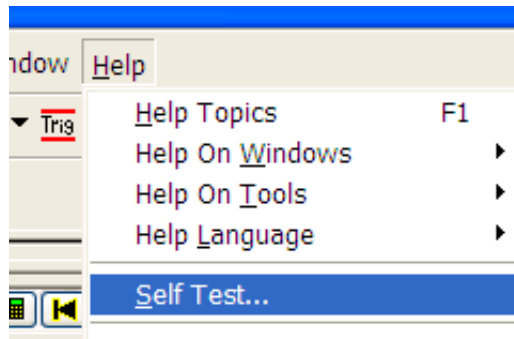 ndow Help
Trig
Help Topics F1
Help On Windows
Help On Tools
Help Language
Self Test...